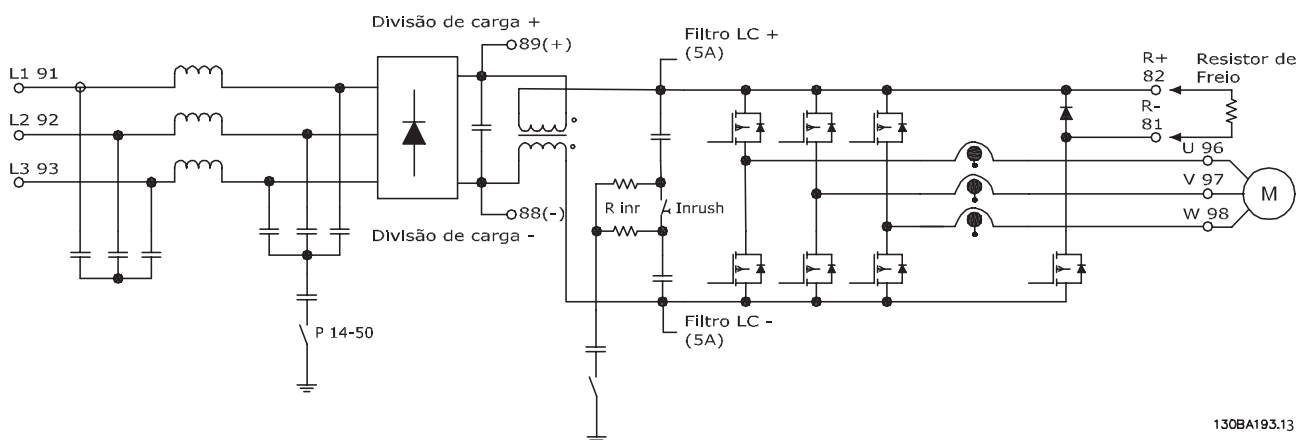 Divisão de carga +
89(+)
Filtro LC +
(5A)
L1 91
L2 92
L3 93
R+
82
R-
81
Resistor de
Freio
U 96
V 97
W 98
M
R inr
Inrush
88(-)
Divisão de carga -
Filtro LC -
(5A)
P 14-50
130BA193.13